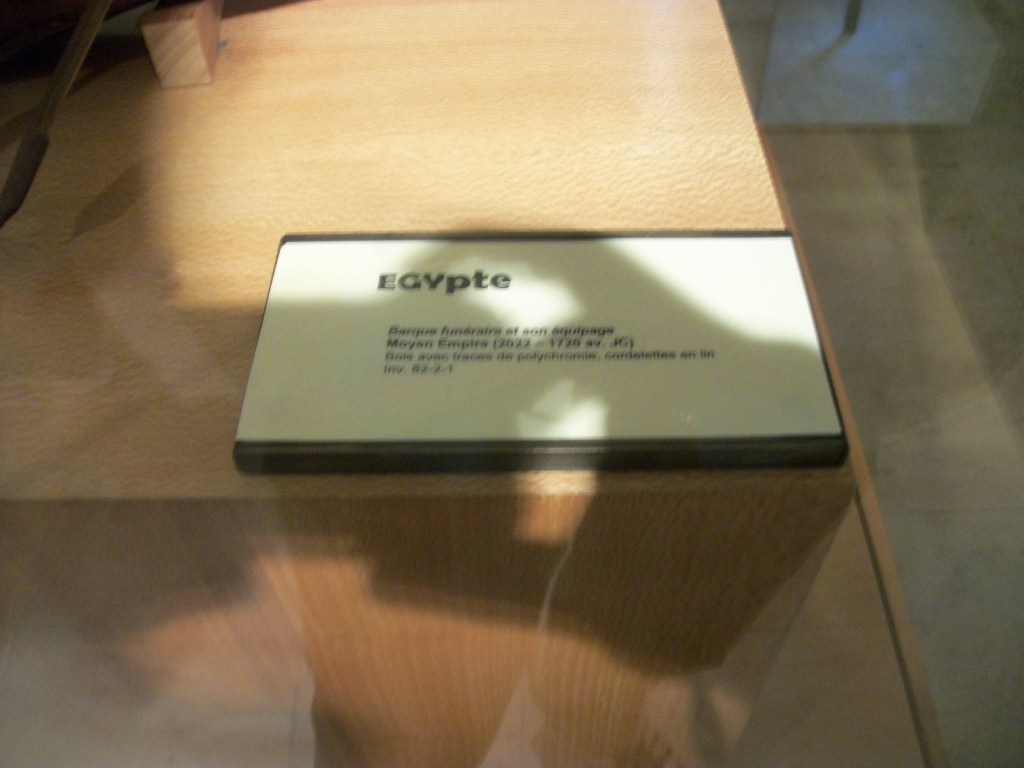 EGYpte
Barque funéraire et son équipage
Moyen Empire (2022 – 1720 av. JC)
Bois avec traces de polychromie, cordelettes en lin
Inv. 82-2-1